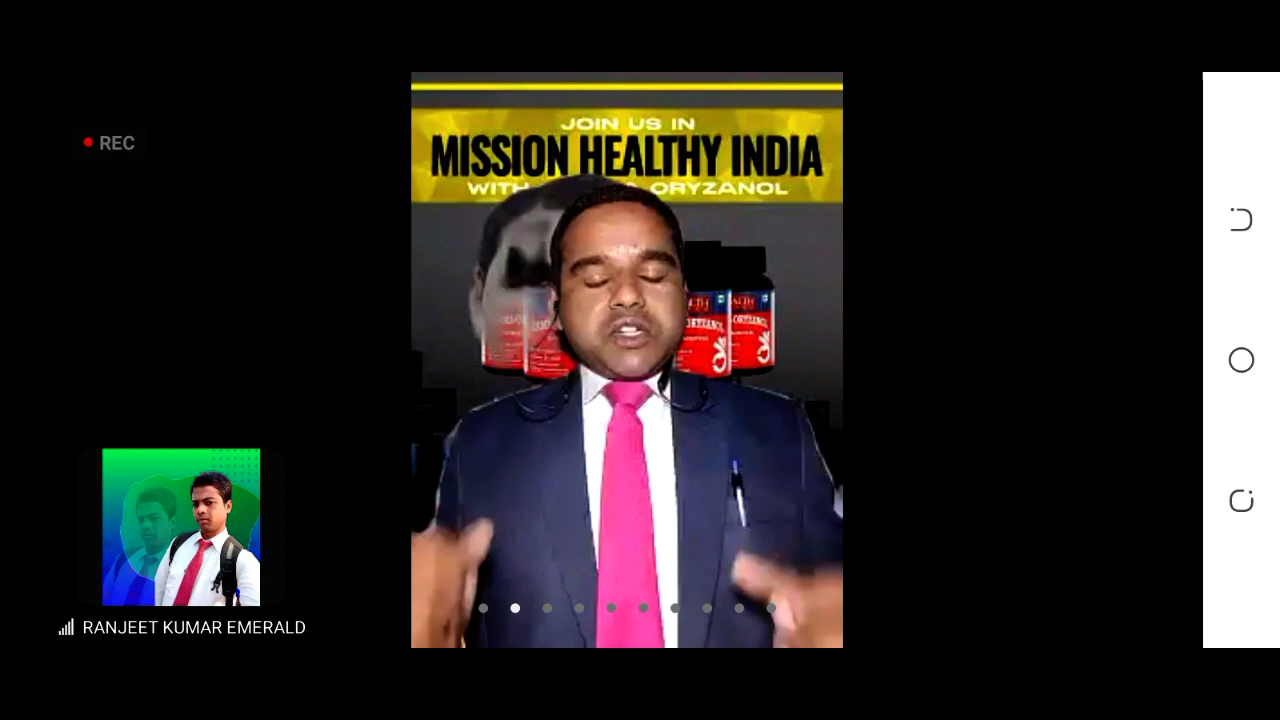 REC
JOIN US IN
MISSION HEALTHY INDIA
WITH ORYZANOL
RANJEET KUMAR EMERALD